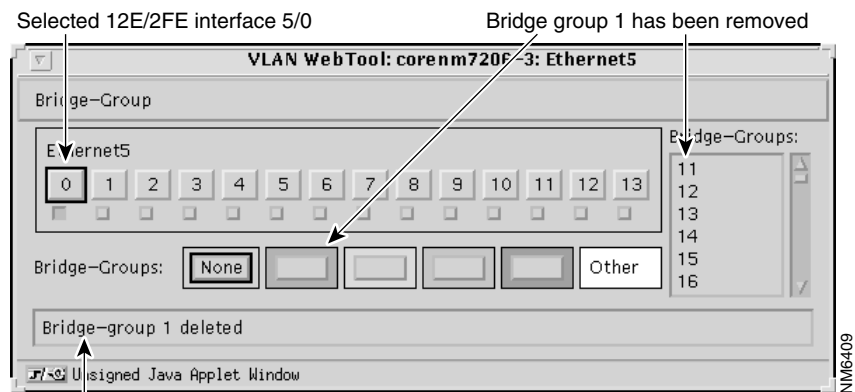 Selected 12E/2FE interface 5/0
Bridge group 1 has been removed
VLAN WebTool: corenm7206-3: Ethernet5
Bridge-Group
Ethernet5
0 1 2 3 4 5 6 7 8 9 10 11 12 13
Bridge-Groups:
11
12
13
14
15
16
Bridge-Groups: None Other
Bridge-group 1 deleted
Unsigned Java Applet Window
NM6409